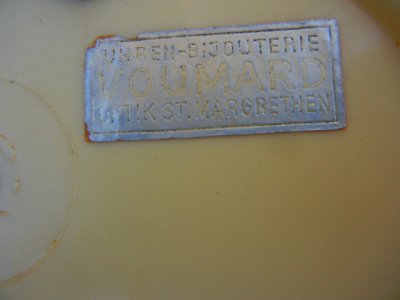 UHREN-BIJOUTERIE
VOUMARD
OPTIK ST. MARGRETHEN